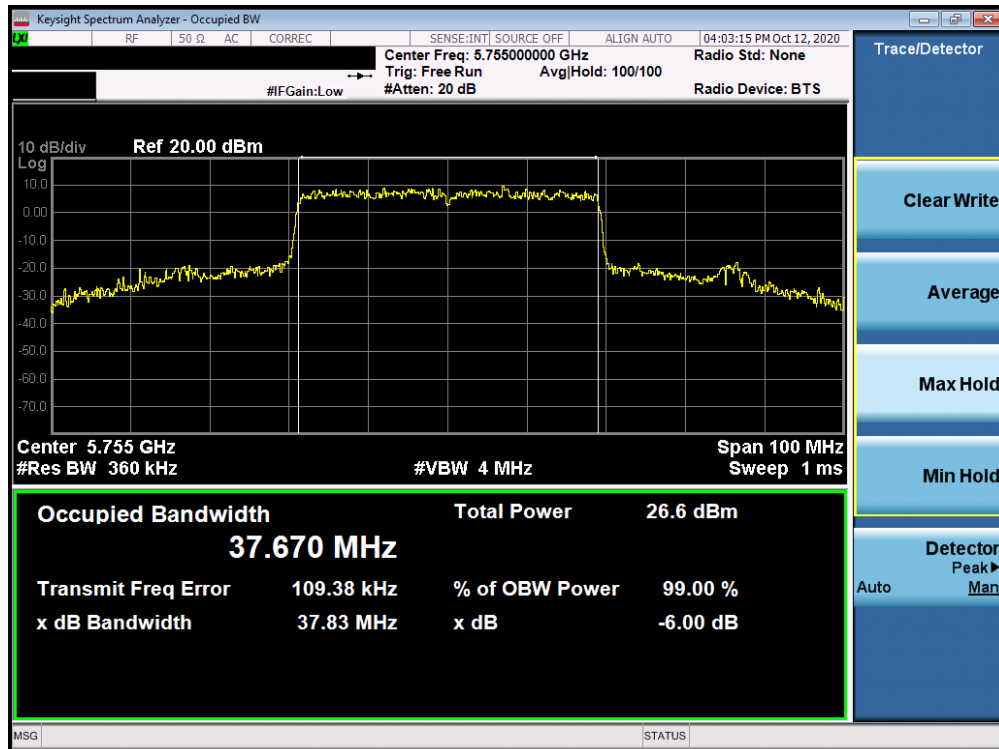 Keysight Spectrum Analyzer - Occupied BW
LXI RF 50 Ω AC CORREC SENSE:INT SOURCE OFF ALIGN AUTO 04:03:15 PM Oct 12, 2020
Center Freq: 5.755000000 GHz Radio Std: None
Trig: Free Run Avg|Hold: 100/100
#IFGain:Low #Atten: 20 dB Radio Device: BTS
10 dB/div Ref 20.00 dBm
Log
10.0
0.00
-10.0
-20.0
-30.0
-40.0
-50.0
-60.0
-70.0
Center 5.755 GHz Span 100 MHz
#Res BW 360 kHz #VBW 4 MHz Sweep 1 ms
Occupied Bandwidth Total Power 26.6 dBm
37.670 MHz
Transmit Freq Error 109.38 kHz % of OBW Power 99.00 %
x dB Bandwidth 37.83 MHz x dB -6.00 dB
MSG STATUS
Trace/Detector
Clear Write
Average
Max Hold
Min Hold
Detector
Peak
Auto Man